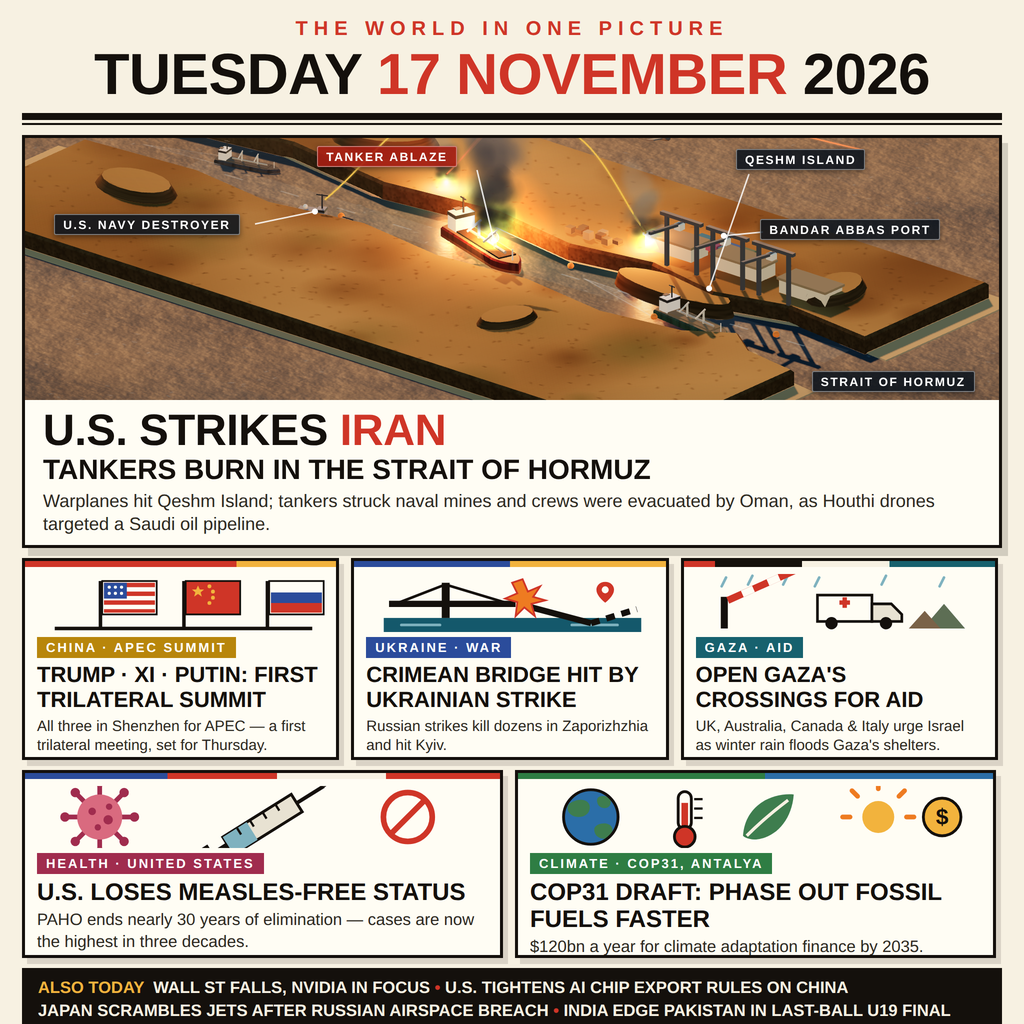 THE WORLD IN ONE PICTURE
TUESDAY 17 NOVEMBER 2026
TANKER ABLAZE
QESHM ISLAND
U.S. NAVY DESTROYER
BANDAR ABBAS PORT
STRAIT OF HORMUZ
U.S. STRIKES IRAN
TANKERS BURN IN THE STRAIT OF HORMUZ
Warplanes hit Qeshm Island; tankers struck naval mines and crews were evacuated by Oman, as Houthi drones
targeted a Saudi oil pipeline.
CHINA · APEC SUMMIT
TRUMP · XI · PUTIN: FIRST
TRILATERAL SUMMIT
All three in Shenzhen for APEC — a first
trilateral meeting, set for Thursday.
UKRAINE · WAR
CRIMEAN BRIDGE HIT BY
UKRAINIAN STRIKE
Russian strikes kill dozens in Zaporizhzhia
and hit Kyiv.
GAZA · AID
OPEN GAZA'S
CROSSINGS FOR AID
UK, Australia, Canada & Italy urge Israel
as winter rain floods Gaza's shelters.
HEALTH · UNITED STATES
U.S. LOSES MEASLES-FREE STATUS
PAHO ends nearly 30 years of elimination — cases are now
the highest in three decades.
$
CLIMATE · COP31, ANTALYA
COP31 DRAFT: PHASE OUT FOSSIL
FUELS FASTER
$120bn a year for climate adaptation finance by 2035.
ALSO TODAY WALL ST FALLS, NVIDIA IN FOCUS • U.S. TIGHTENS AI CHIP EXPORT RULES ON CHINA
JAPAN SCRAMBLES JETS AFTER RUSSIAN AIRSPACE BREACH • INDIA EDGE PAKISTAN IN LAST-BALL U19 FINAL